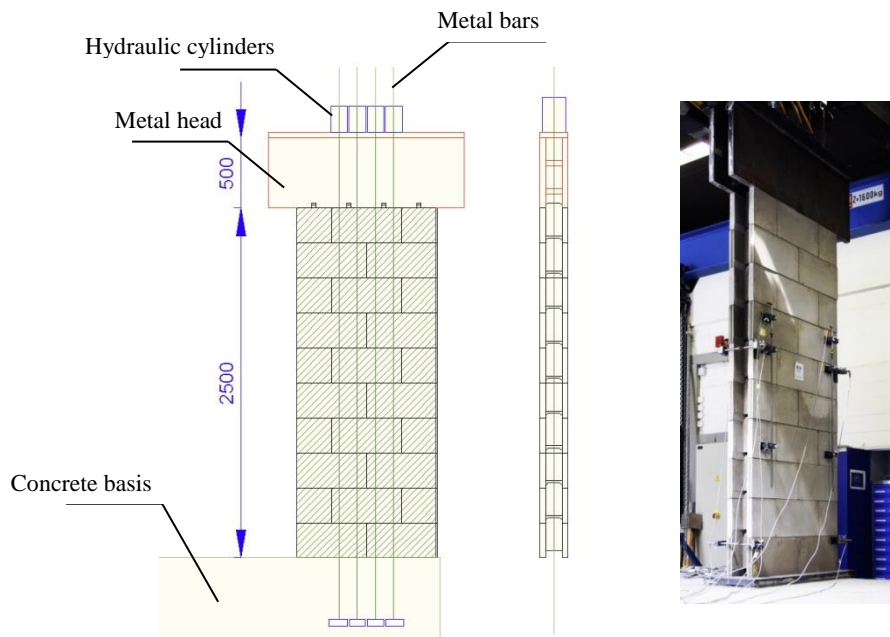 Metal bars
Hydraulic cylinders
Metal head
500
2500
Concrete basis